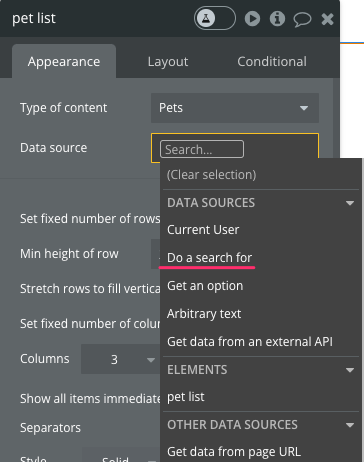 pet list
Appearance
Layout
Conditional
Type of content
Pets
Data source
Search...
(Clear selection)
DATA SOURCES
Current User
Do a search for
Get an option
Arbitrary text
Get data from an external API
ELEMENTS
pet list
OTHER DATA SOURCES
Get data from page URL
Set fixed number of rows
Min height of row
Stretch rows to fill vertica
Set fixed number of colum
Columns 3
Show all items immediate
Separators
Style Solid